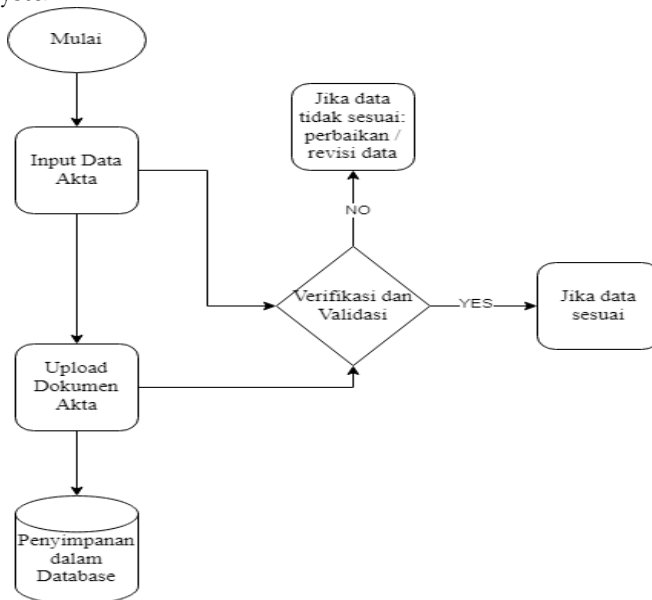 Mulai
Jika data
tidak sesuai:
perbaikan /
revisi data
Input Data
Akta
NO
Verifikasi dan
Validasi
YES
Jika data
sesuai
Upload
Dokumen
Akta
Penyimpanan
dalam
Database